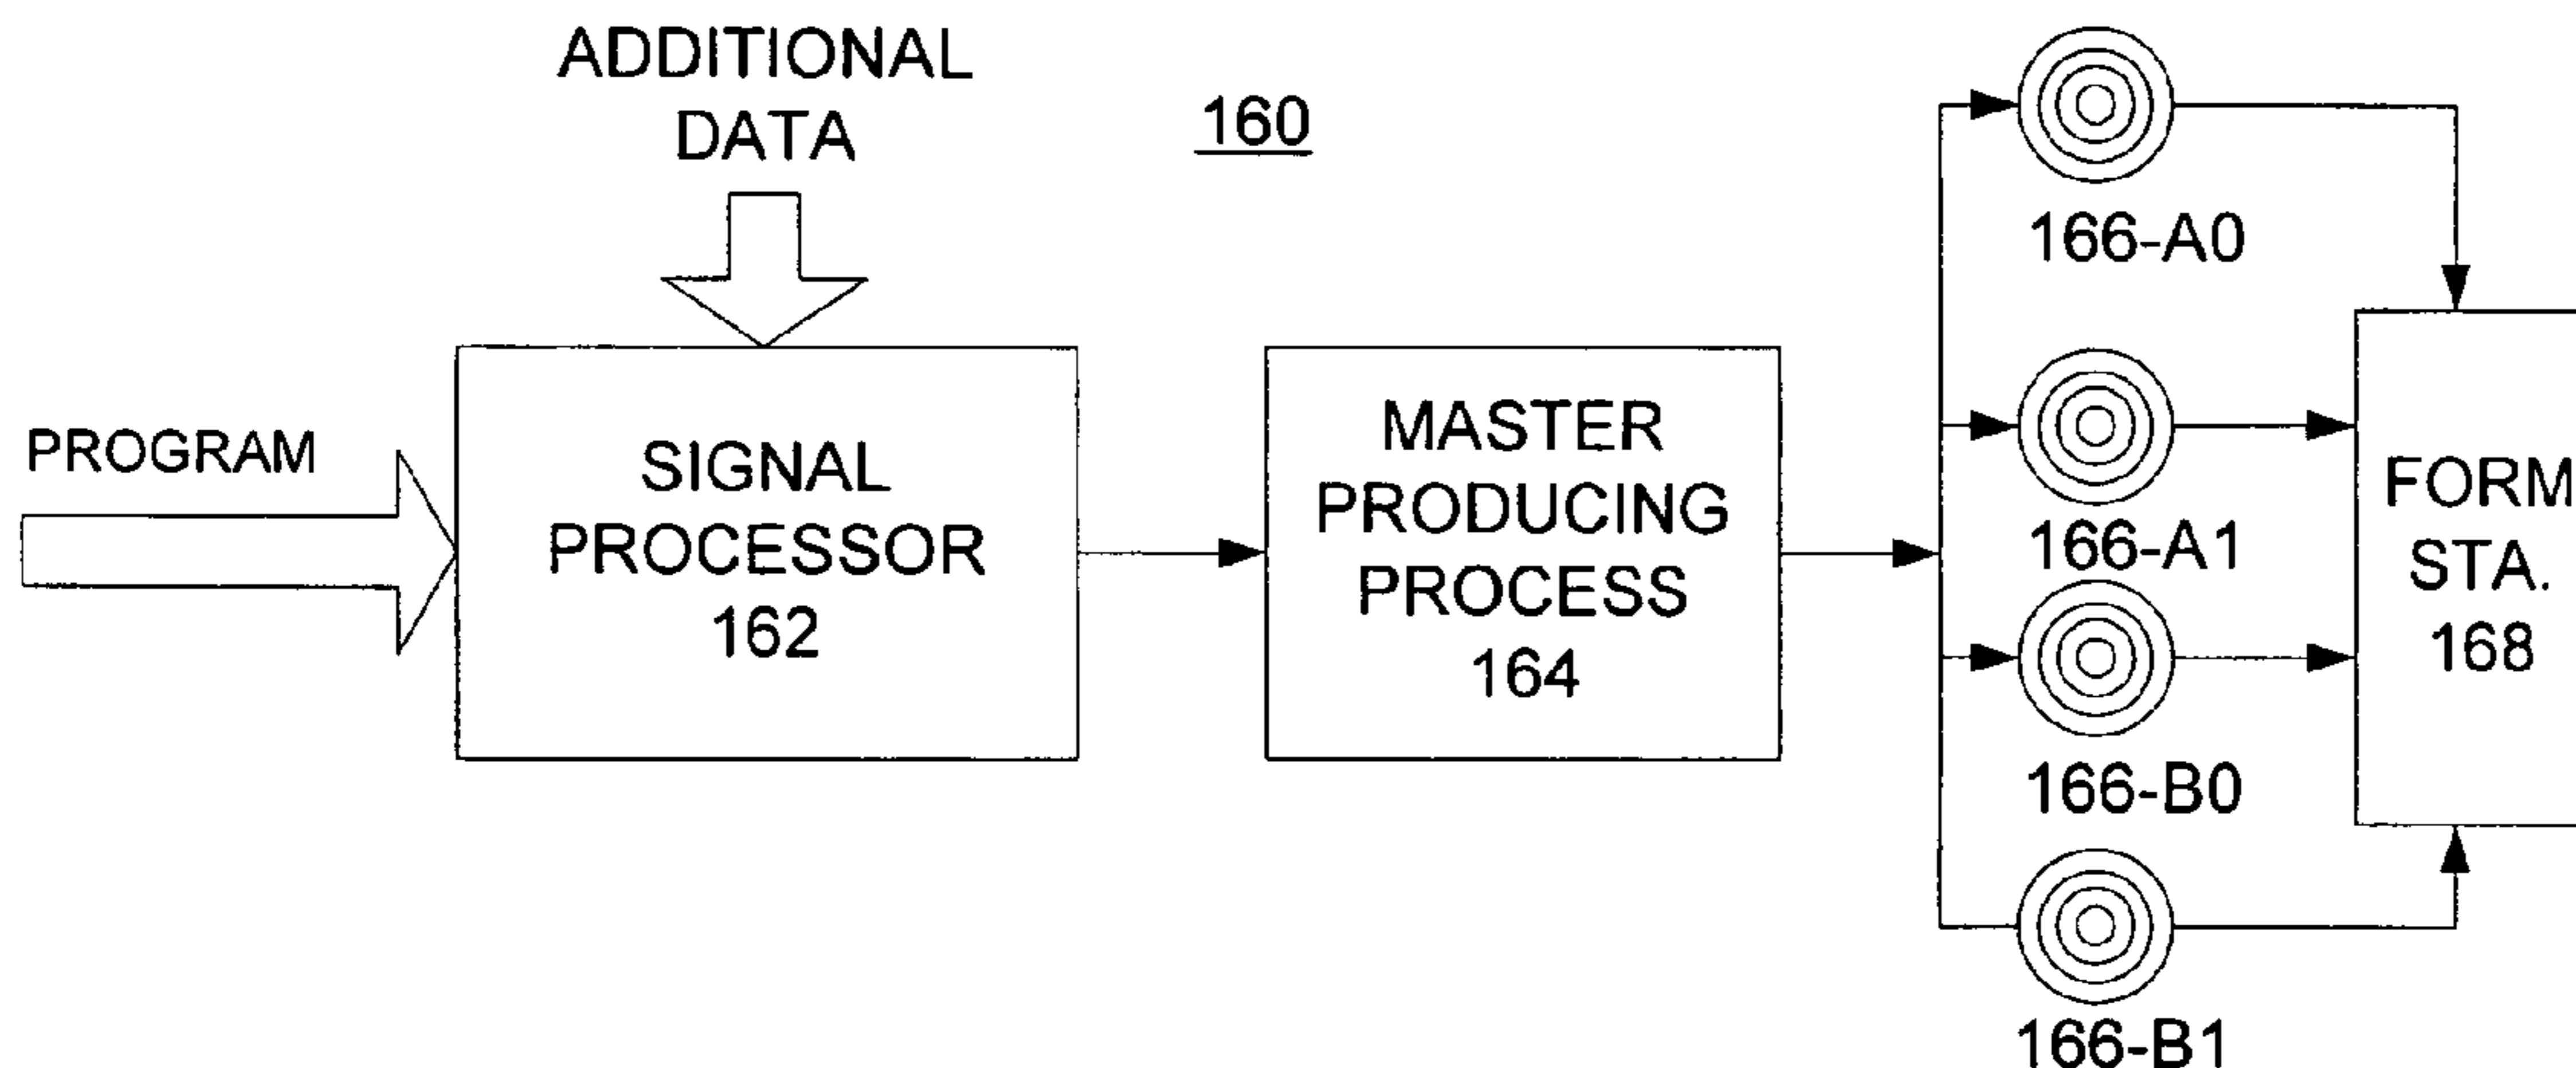 ADDITIONAL
DATA
160
PROGRAM
SIGNAL
PROCESSOR
162
MASTER
PRODUCING
PROCESS
164
166-A0
166-A1
166-B0
166-B1
FORM
STA.
168